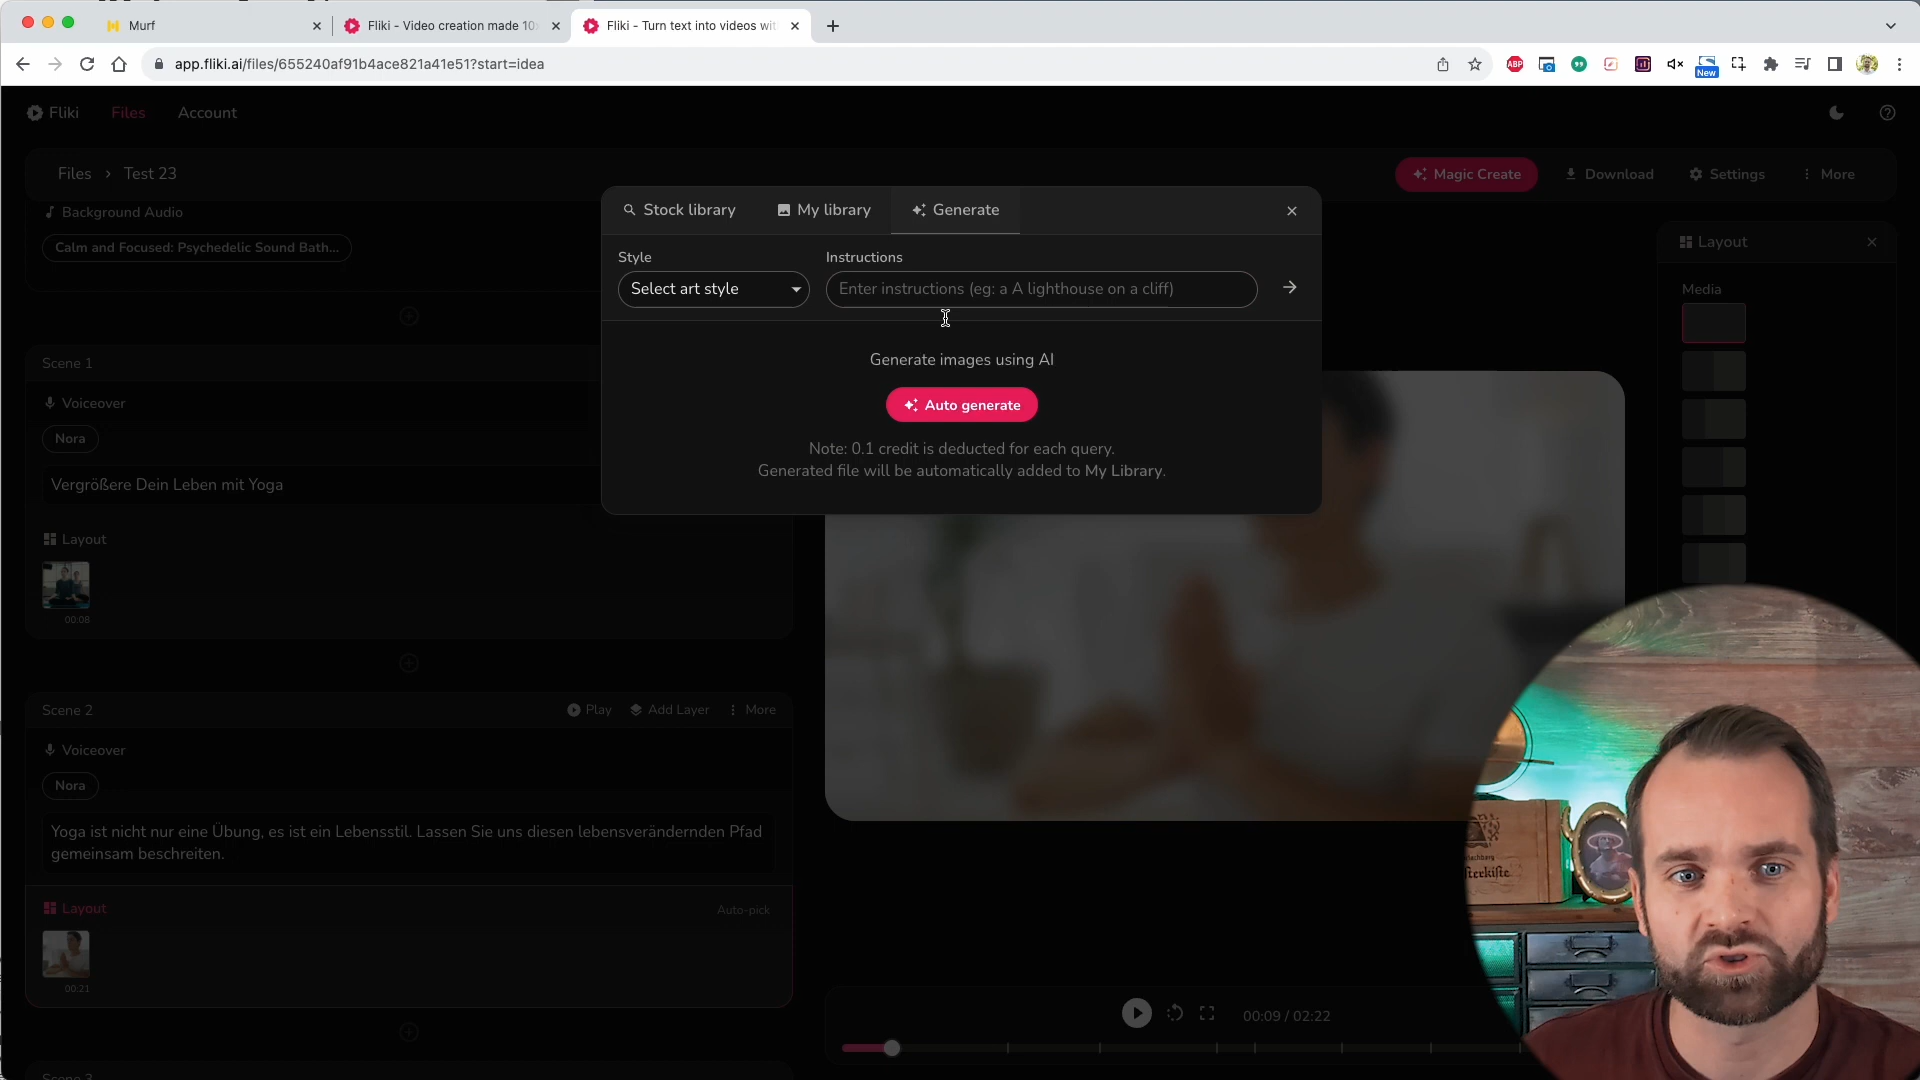 Murf
Fliki - Video creation made 10
Fliki - Turn text into videos wit
app.fliki.ai/files/655240af91b4ace821a41e51?start=idea
ABP
New
Fliki
Files
Account
Files › Test 23
Magic Create
Download
Settings
More
Background Audio
Calm and Focused: Psychedelic Sound Bath...
Stock library
My library
Generate
Style
Instructions
Select art style
Enter instructions (eg: a A lighthouse on a cliff)
Generate images using AI
Auto generate
Note: 0.1 credit is deducted for each query.
Generated file will be automatically added to My Library.
Layout
Media
Scene 1
Voiceover
Nora
Vergrößere Dein Leben mit Yoga
Layout
00:08
Scene 2
Play
Add Layer
More
Voiceover
Nora
Yoga ist nicht nur eine Übung, es ist ein Lebensstil. Lassen Sie uns diesen lebensverändernden Pfad
gemeinsam beschreiten.
Layout
Auto-pick
00:21
00:09 / 02:22
Scene 3